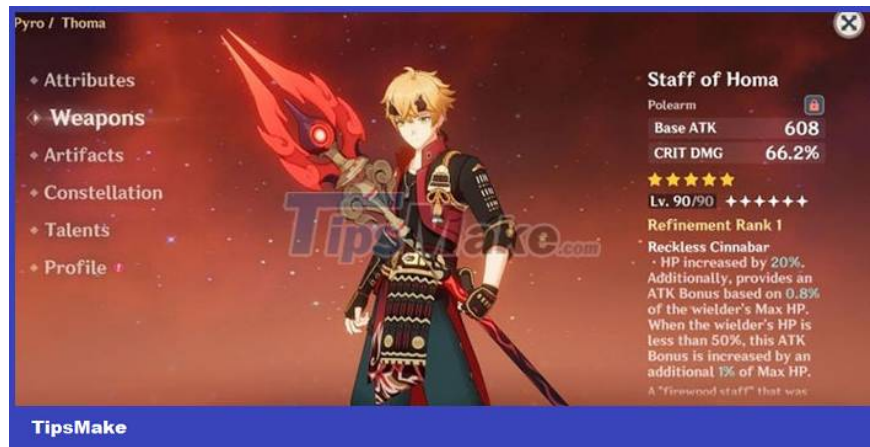 Pyro / Thoma
Attributes
Weapons
Artifacts
Constellation
Talents
Profile
Staff of Homa
Polearm
Base ATK 608
CRIT DMG 66.2%
Lv. 90/90
Refinement Rank 1
Reckless Cinnabar
· HP increased by 20%.
Additionally, provides an
ATK Bonus based on 0.8%
of the wielder's Max HP.
When the wielder's HP is
less than 50%, this ATK
Bonus is increased by an
additional 1% of Max HP.
A "firewood staff" that was
TipsMake.com
TipsMake